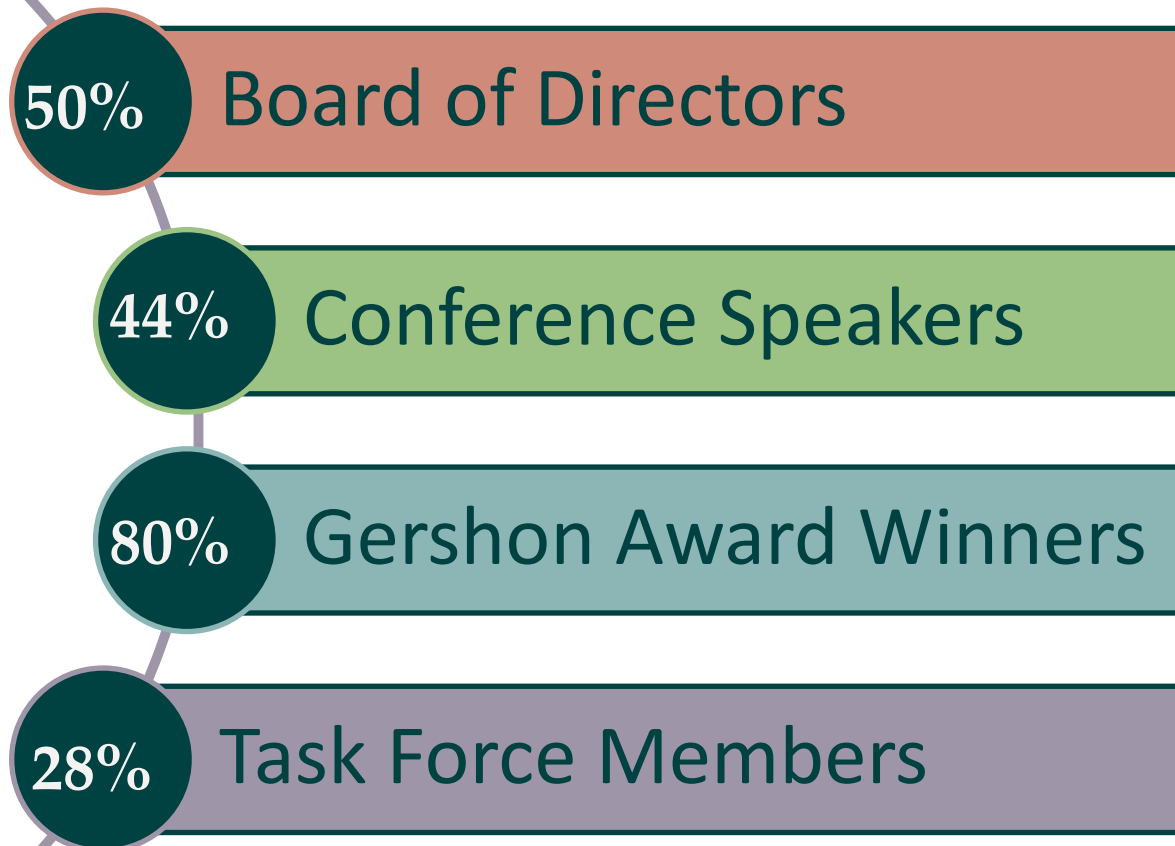 50% Board of Directors
44% Conference Speakers
80% Gershon Award Winners
28% Task Force Members